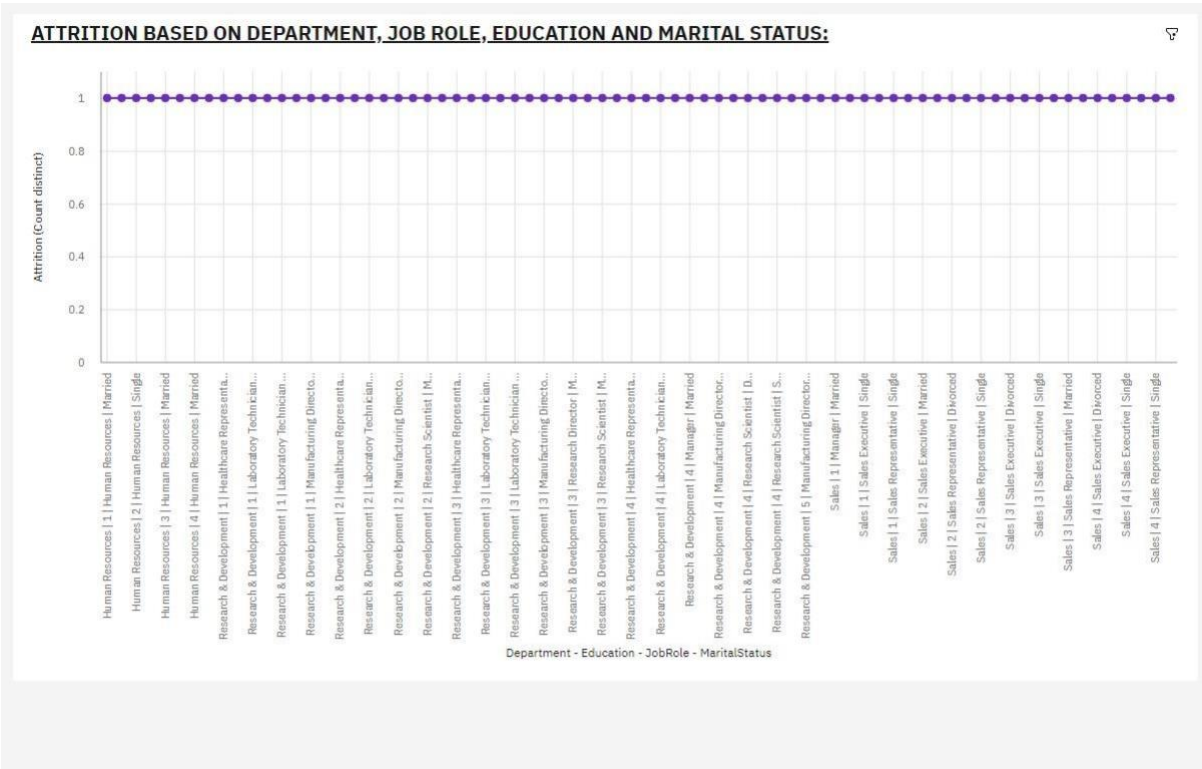 ATTRITION BASED ON DEPARTMENT, JOB ROLE, EDUCATION AND MARITAL STATUS:
Attrition (Count distinct)
1
0.8
0.6
0.4
0.2
0
Human Resources | 1 | Human Resources | Married
Human Resources | 2 | Human Resources | Single
Human Resources | 3 | Human Resources | Married
Human Resources | 4 | Human Resources | Married
Research & Development | 1 | Healthcare Representa...
Research & Development | 1 | Laboratory Technician...
Research & Development | 1 | Laboratory Technician ...
Research & Development | 1 | Manufacturing Directo...
Research & Development | 2 | Healthcare Representa...
Research & Development | 2 | Laboratory Technician...
Research & Development | 2 | Manufacturing Directo...
Research & Development | 2 | Research Scientist | M...
Research & Development | 3 | Healthcare Representa...
Research & Development | 3 | Laboratory Technician...
Research & Development | 3 | Laboratory Technician ...
Research & Development | 3 | Manufacturing Directo...
Research & Development | 3 | Research Director | M...
Research & Development | 3 | Research Scientist | M...
Research & Development | 4 | Healthcare Representa...
Research & Development | 4 | Laboratory Technician...
Research & Development | 4 | Manager | Married
Research & Development | 4 | Manufacturing Director...
Research & Development | 4 | Research Scientist | D...
Research & Development | 4 | Research Scientist | S...
Research & Development | 5 | Manufacturing Director...
Sales | 1 | Manager | Married
Sales | 1 | Sales Executive | Single
Sales | 1 | Sales Representative | Single
Sales | 2 | Sales Executive | Married
Sales | 2 | Sales Representative | Divorced
Sales | 2 | Sales Representative | Single
Sales | 3 | Sales Executive | Divorced
Sales | 3 | Sales Executive | Single
Sales | 3 | Sales Representative | Married
Sales | 4 | Sales Executive | Divorced
Sales | 4 | Sales Executive | Single
Sales | 4 | Sales Representative | Single
Department - Education - JobRole - MaritalStatus